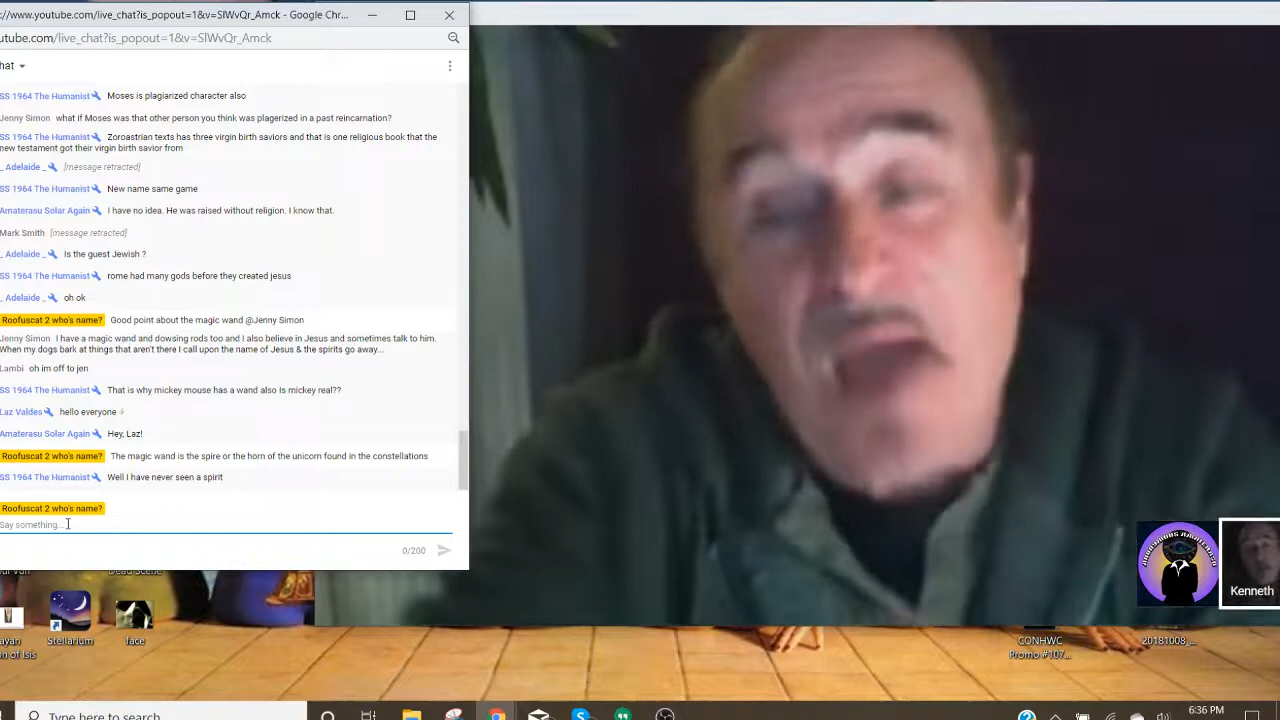 ://www.youtube.com/live_chat?is_popout=1&v=SlWvQr_Amck - Google Chr...
utube.com/live_chat?is_popout=1&v=SlWvQr_Amck
hat
SS 1964 The Humanist Moses is plagiarized character also
Jenny Simon what if Moses was that other person you think was plagerized in a past reincarnation?
SS 1964 The Humanist Zoroastrian texts has three virgin birth saviors and that is one religious book that the
new testament got their virgin birth savior from
_ Adelaide _ [message retracted]
SS 1964 The Humanist New name same game
Amaterasu Solar Again I have no idea. He was raised without religion. I know that.
Mark Smith [message retracted]
_ Adelaide _ Is the guest Jewish ?
SS 1964 The Humanist rome had many gods before they created jesus
_ Adelaide _ oh ok
Roofuscat 2 who's name? Good point about the magic wand @Jenny Simon
Jenny Simon I have a magic wand and dowsing rods too and I also believe in Jesus and sometimes talk to him.
When my dogs bark at things that aren't there I call upon the name of Jesus & the spirits go away...
Lambi oh im off to jen
SS 1964 The Humanist That is why mickey mouse has a wand also Is mickey real??
Laz Valdes hello everyone
Amaterasu Solar Again Hey, Laz!
Roofuscat 2 who's name? The magic wand is the spire or the horn of the unicorn found in the constellations
SS 1964 The Humanist Well I have never seen a spirit
Roofuscat 2 who's name?
Say something...
0/200
Kenneth
Dead Scene
ayan
on of Isis
Stellarium
face
CONHWC
Promo #107...
20181008_...
Type here to search
6:36 PM